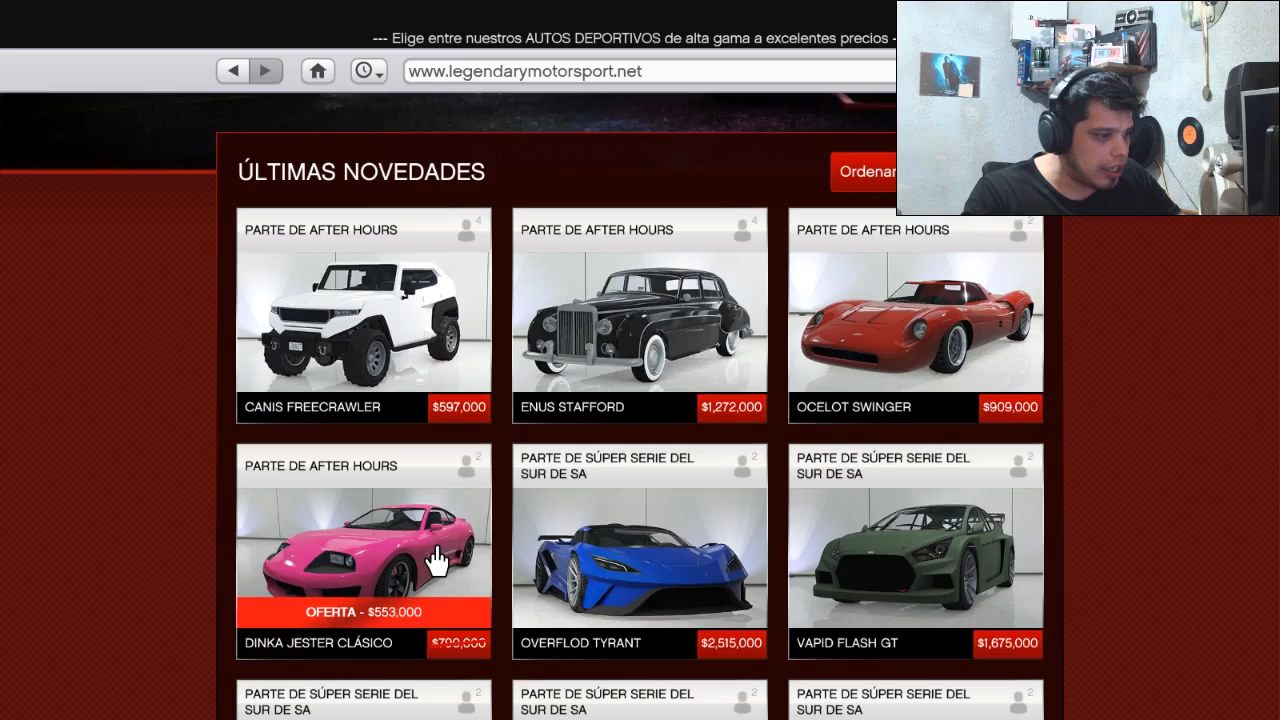 --- Elige entre nuestros AUTOS DEPORTIVOS de alta gama a excelentes precios -
www.legendarymotorsport.net
ÚLTIMAS NOVEDADES
Ordenar
PARTE DE AFTER HOURS
4
PARTE DE AFTER HOURS
4
PARTE DE AFTER HOURS
2
CANIS FREECRAWLER
$597,000
ENUS STAFFORD
$1,272,000
OCELOT SWINGER
$909,000
PARTE DE AFTER HOURS
2
PARTE DE SÚPER SERIE DEL
SUR DE SA
2
PARTE DE SÚPER SERIE DEL
SUR DE SA
2
OFERTA - $553,000
DINKA JESTER CLÁSICO
OVERFLOD TYRANT
$2,515,000
VAPID FLASH GT
$1,675,000
PARTE DE SÚPER SERIE DEL
SUR DE SA
2
PARTE DE SÚPER SERIE DEL
SUR DE SA
2
PARTE DE SÚPER SERIE DEL
SUR DE SA
2